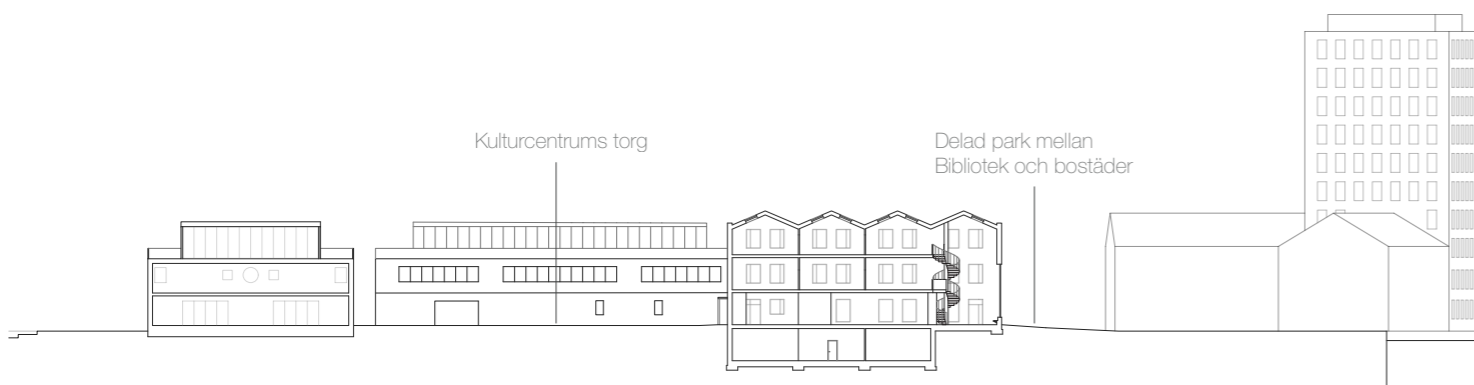 Kulturcentrums torg
Delad park mellan
Bibliotek och bostäder